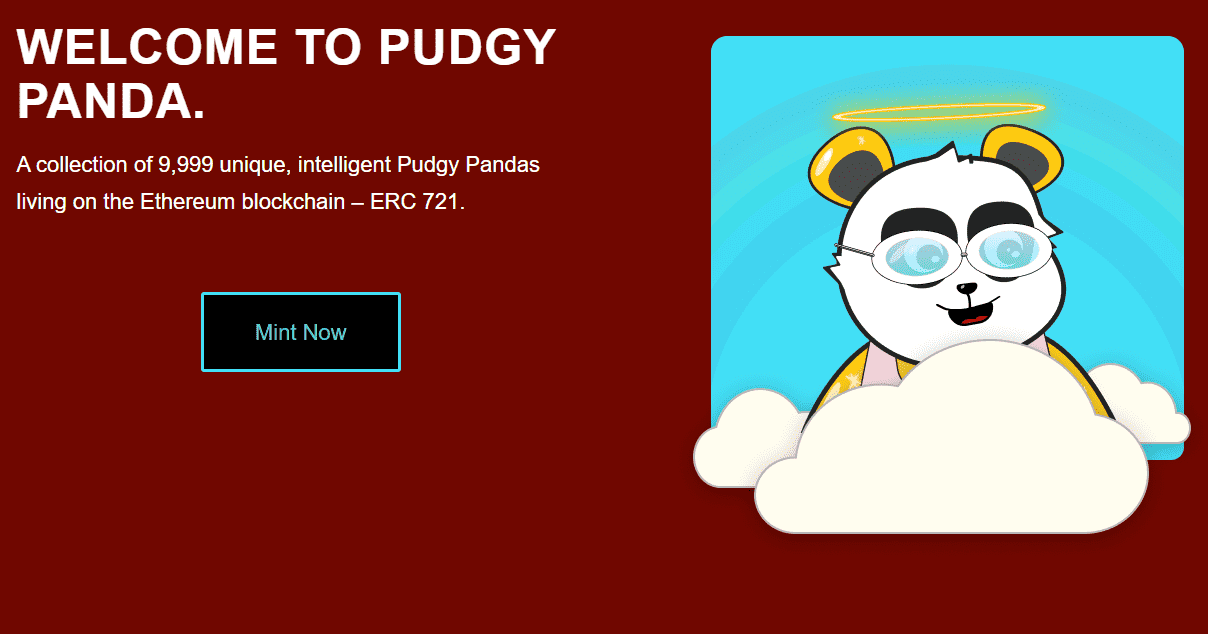 WELCOME TO PUDGY
PANDA.
A collection of 9,999 unique, intelligent Pudgy Pandas
living on the Ethereum blockchain – ERC 721.
Mint Now